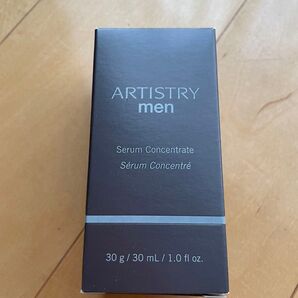 ARTISTRY
men
Serum Concentrate
Sérum Concentré
30 g / 30 mL / 1.0 fl oz.